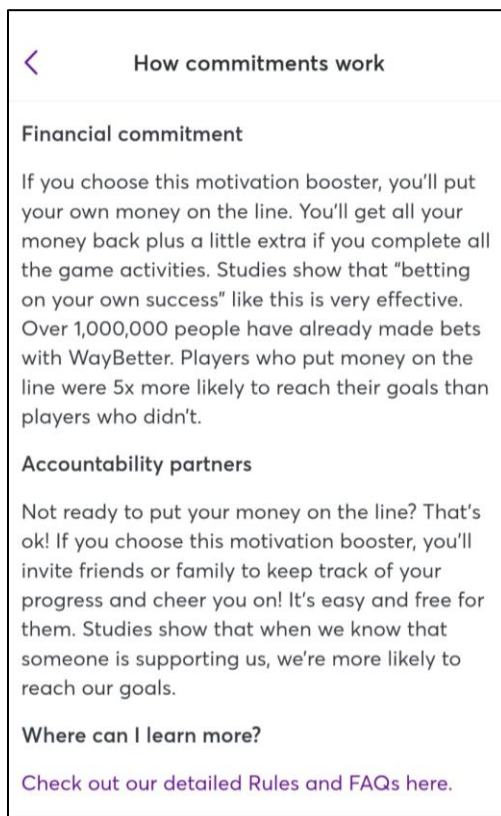 How commitments work
Financial commitment
If you choose this motivation booster, you'll put
your own money on the line. You'll get all your
money back plus a little extra if you complete all
the game activities. Studies show that "betting
on your own success" like this is very effective.
Over 1,000,000 people have already made bets
with WayBetter. Players who put money on the
line were 5x more likely to reach their goals than
players who didn't.
Accountability partners
Not ready to put your money on the line? That's
ok! If you choose this motivation booster, you'll
invite friends or family to keep track of your
progress and cheer you on! It's easy and free for
them. Studies show that when we know that
someone is supporting us, we're more likely to
reach our goals.
Where can I learn more?
Check out our detailed Rules and FAQs here.